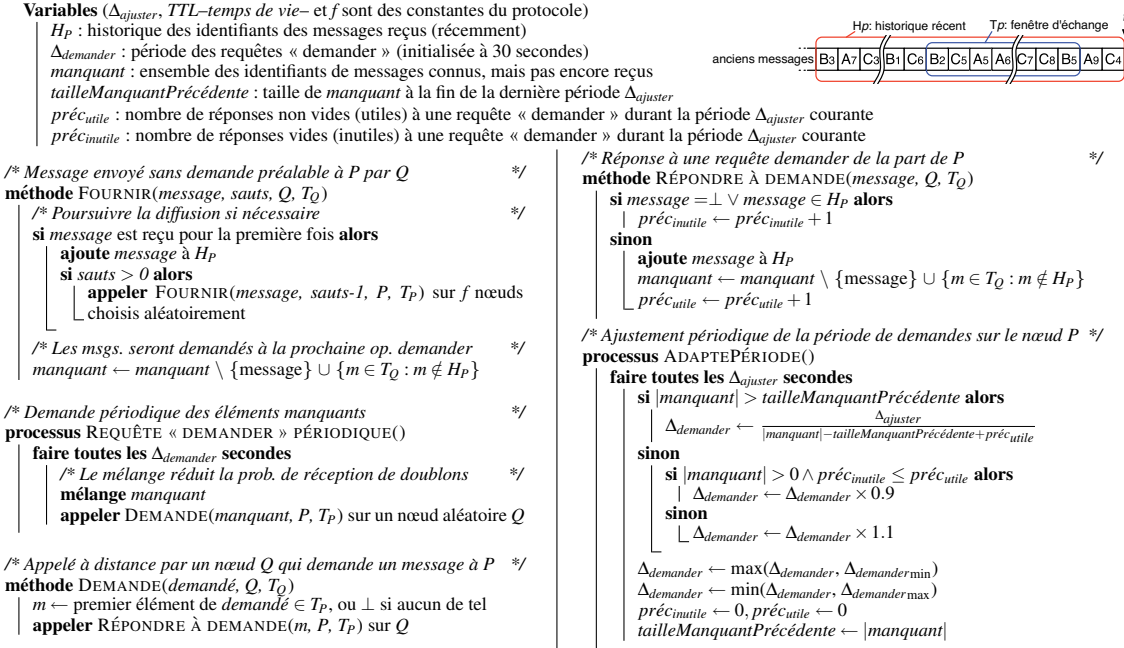 Variables (Δajuster, TTL–temps de vie– et f sont des constantes du protocole)
HP : historique des identifiants des messages reçus (récemment)
Δdemander : période des requêtes « demander » (initialisée à 30 secondes)
manquant : ensemble des identifiants de messages connus, mais pas encore reçus
tailleManquantPrécédente : taille de manquant à la fin de la dernière période Δajuster
précutile : nombre de réponses non vides (utiles) à une requête « demander » durant la période Δajuster courante
précinutile : nombre de réponses vides (inutiles) à une requête « demander » durant la période Δajuster courante
Hp: historique récent
Tp: fenêtre d'échange
anciens messages B3 A7 C3 B1 C6 B2 C5 A5 A6 C7 C8 B5 A9 C4
/* Message envoyé sans demande préalable à P par Q */
méthode FOURNIR(message, sauts, Q, TQ)
/* Poursuivre la diffusion si nécessaire */
si message est reçu pour la première fois alors
ajoute message à HP
si sauts > 0 alors
appeler FOURNIR(message, sauts-1, P, TP) sur f nœuds
choisis aléatoirement
/* Les msgs. seront demandés à la prochaine op. demander */
manquant ← manquant \ {message} ∪ {m ∈ TQ : m ∉ HP}
/* Demande périodique des éléments manquants */
processus REQUÊTE « DEMANDER » PÉRIODIQUE()
faire toutes les Δdemander secondes
/* Le mélange réduit la prob. de réception de doublons */
mélange manquant
appeler DEMANDE(manquant, P, TP) sur un nœud aléatoire Q
/* Appelé à distance par un nœud Q qui demande un message à P */
méthode DEMANDE(demandé, Q, TQ)
m ← premier élément de demandé ∈ TP, ou ⊥ si aucun de tel
appeler RÉPONDRE À DEMANDE(m, P, TP) sur Q
/* Réponse à une requête demander de la part de P */
méthode RÉPONDRE À DEMANDE(message, Q, TQ)
si message =⊥ ∨ message ∈ HP alors
précinutile ← précinutile + 1
sinon
ajoute message à HP
manquant ← manquant \ {message} ∪ {m ∈ TQ : m ∉ HP}
précutile ← précutile + 1
/* Ajustement périodique de la période de demandes sur le nœud P */
processus ADAPTEPÉRIODE()
faire toutes les Δajuster secondes
si |manquant| > tailleManquantPrécédente alors
Δdemander ← Δajuster / |manquant|−tailleManquantPrécédente+précutile
sinon
si |manquant| > 0 ∧ précinutile ≤ précutile alors
Δdemander ← Δdemander × 0.9
sinon
Δdemander ← Δdemander × 1.1
Δdemander ← max(Δdemander, Δdemandermin)
Δdemander ← min(Δdemander, Δdemandermax)
précinutile ← 0, précutile ← 0
tailleManquantPrécédente ← |manquant|